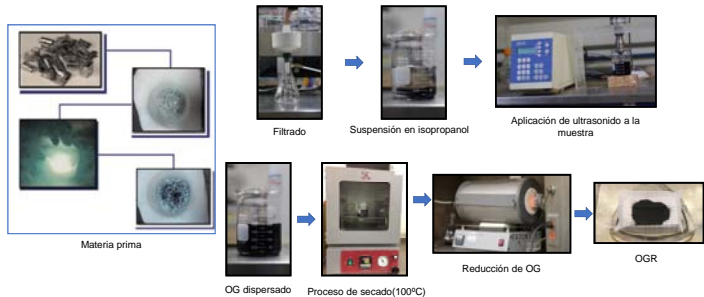 Materia prima
Filtrado
Suspensión en isopropanol
Aplicación de ultrasonido a la
muestra
OG dispersado
Proceso de secado(100ºC)
Reducción de OG
OGR